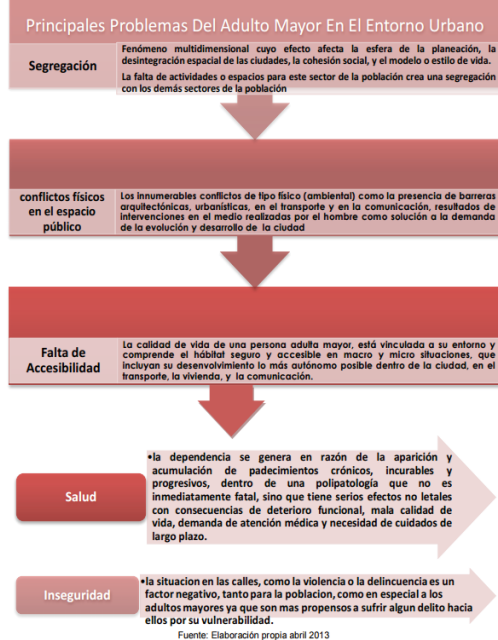 Principales Problemas Del Adulto Mayor En El Entorno Urbano
Segregación
Fenómeno multidimensional cuyo efecto afecta la esfera de la planeación, la
desintegración espacial de las ciudades, la cohesión social, y el modelo o estilo de vida.
La falta de actividades o espacios para este sector de la población crea una segregación
con los demás sectores de la población
conflictos físicos
en el espacio
público
Los innumerables conflictos de tipo físico (ambiental) como la presencia de barreras
arquitectónicas, urbanísticas, en el transporte y en la comunicación, resultados de
intervenciones en el medio realizadas por el hombre como solución a la demanda
de la evolución y desarrollo de la ciudad
Falta de
Accesibilidad
La calidad de vida de una persona adulta mayor, está vinculada a su entorno y
comprende el hábitat seguro y accesible en macro y micro situaciones, que
incluyan su desenvolvimiento lo más autónomo posible dentro de la ciudad, en el
transporte, la vivienda, y la comunicación.
Salud
•la dependencia se genera en razón de la aparición y
acumulación de padecimientos crónicos, incurables y
progresivos, dentro de una polipatología que no es
inmediatamente fatal, sino que tiene serios efectos no letales
con consecuencias de deterioro funcional, mala calidad de
vida, demanda de atención médica y necesidad de cuidados de
largo plazo.
Inseguridad
•la situacion en las calles, como la violencia o la delincuencia es un
factor negativo, tanto para la poblacion, como en especial a los
adultos mayores ya que son mas propensos a sufrir algun delito hacia
ellos por su vulnerabilidad.
Fuente: Elaboración propia abril 2013